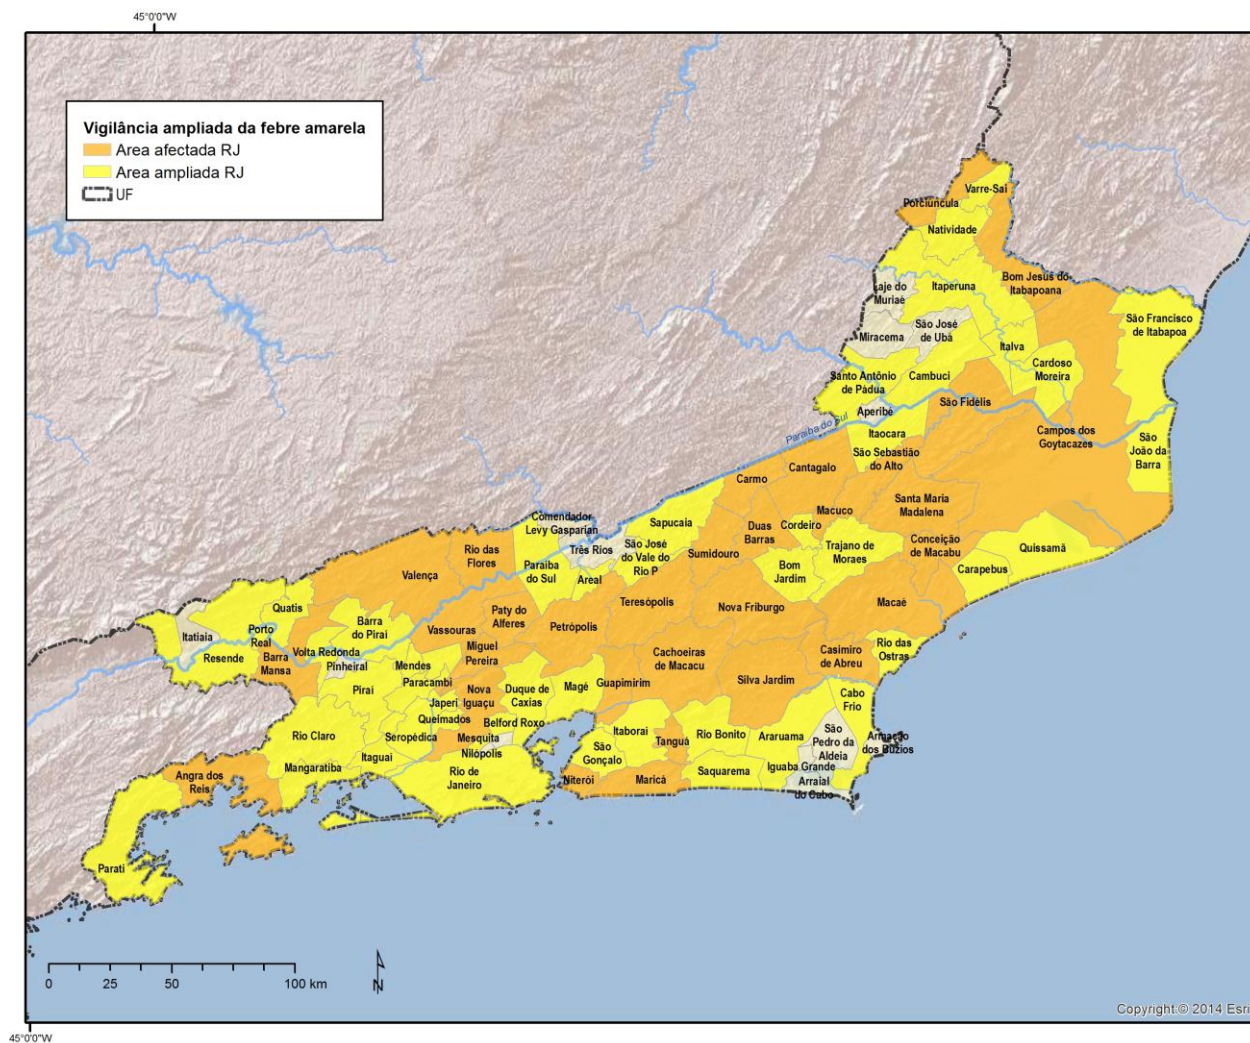 45°0'0"W
Vigilância ampliada da febre amarela
Area afectada RJ
Area ampliada RJ
UF
Varre-Sai
Porciúncula
Natividade
Bom Jesus do
Itabapoana
Laje do
Muriaé
Itaperuna
São Francisco
de Itabapoa
São José
de Ubá
Miracema
Italva
Cardoso
Moreira
Santo Antônio
de Pádua
Cambuci
São Fidélis
Aperibé
Paraíba do Sul
Itaocara
Campos dos
Goytacazes
São
João da
Barra
São Sebastião
do Alto
Cantagalo
Carmo
Santa Maria
Madalena
Macuco
Comendador
Levy Gasparian
Sapucaia
Duas
Barras
Cordeiro
Conceição
de Macabu
Quissamã
Três Rios
São José
do Vale do
Rio P
Sumidouro
Trajano de
Moraes
Rio das
Flores
Paraíba
do Sul
Areal
Bom
Jardim
Carapebus
Valença
Teresópolis
Nova Friburgo
Macaé
Quatis
Paty do
Alferes
Petrópolis
Itatiaia
Porto
Real
Barra
do Piraí
Vassouras
Rio das
Ostras
Resende
Barra
Mansa
Volta Redonda
Pinheiral
Mendes
Miguel
Pereira
Cachoeiras
de Macacu
Casimiro
de Abreu
Paracambi
Piraí
Nova
Iguaçu
Duque de
Caxias
Magé
Guapimirim
Silva Jardim
Cabo
Frio
Japeri
Queimados
Belford Roxo
Rio Claro
Seropédica
Mesquita
Itaboraí
Tanguá
Rio Bonito
Araruama
São
Pedro da
Aldeia
Armação
dos Búzios
Nilópolis
São
Gonçalo
Itaguaí
Mangaratiba
Angra dos
Reis
Rio de
Janeiro
Niterói
Maricá
Saquarema
Iguaba Grande
Arraial
do Cabo
Parati
0 25 50 100 km
N
Copyright:© 2014 Esri
45°0'0"W